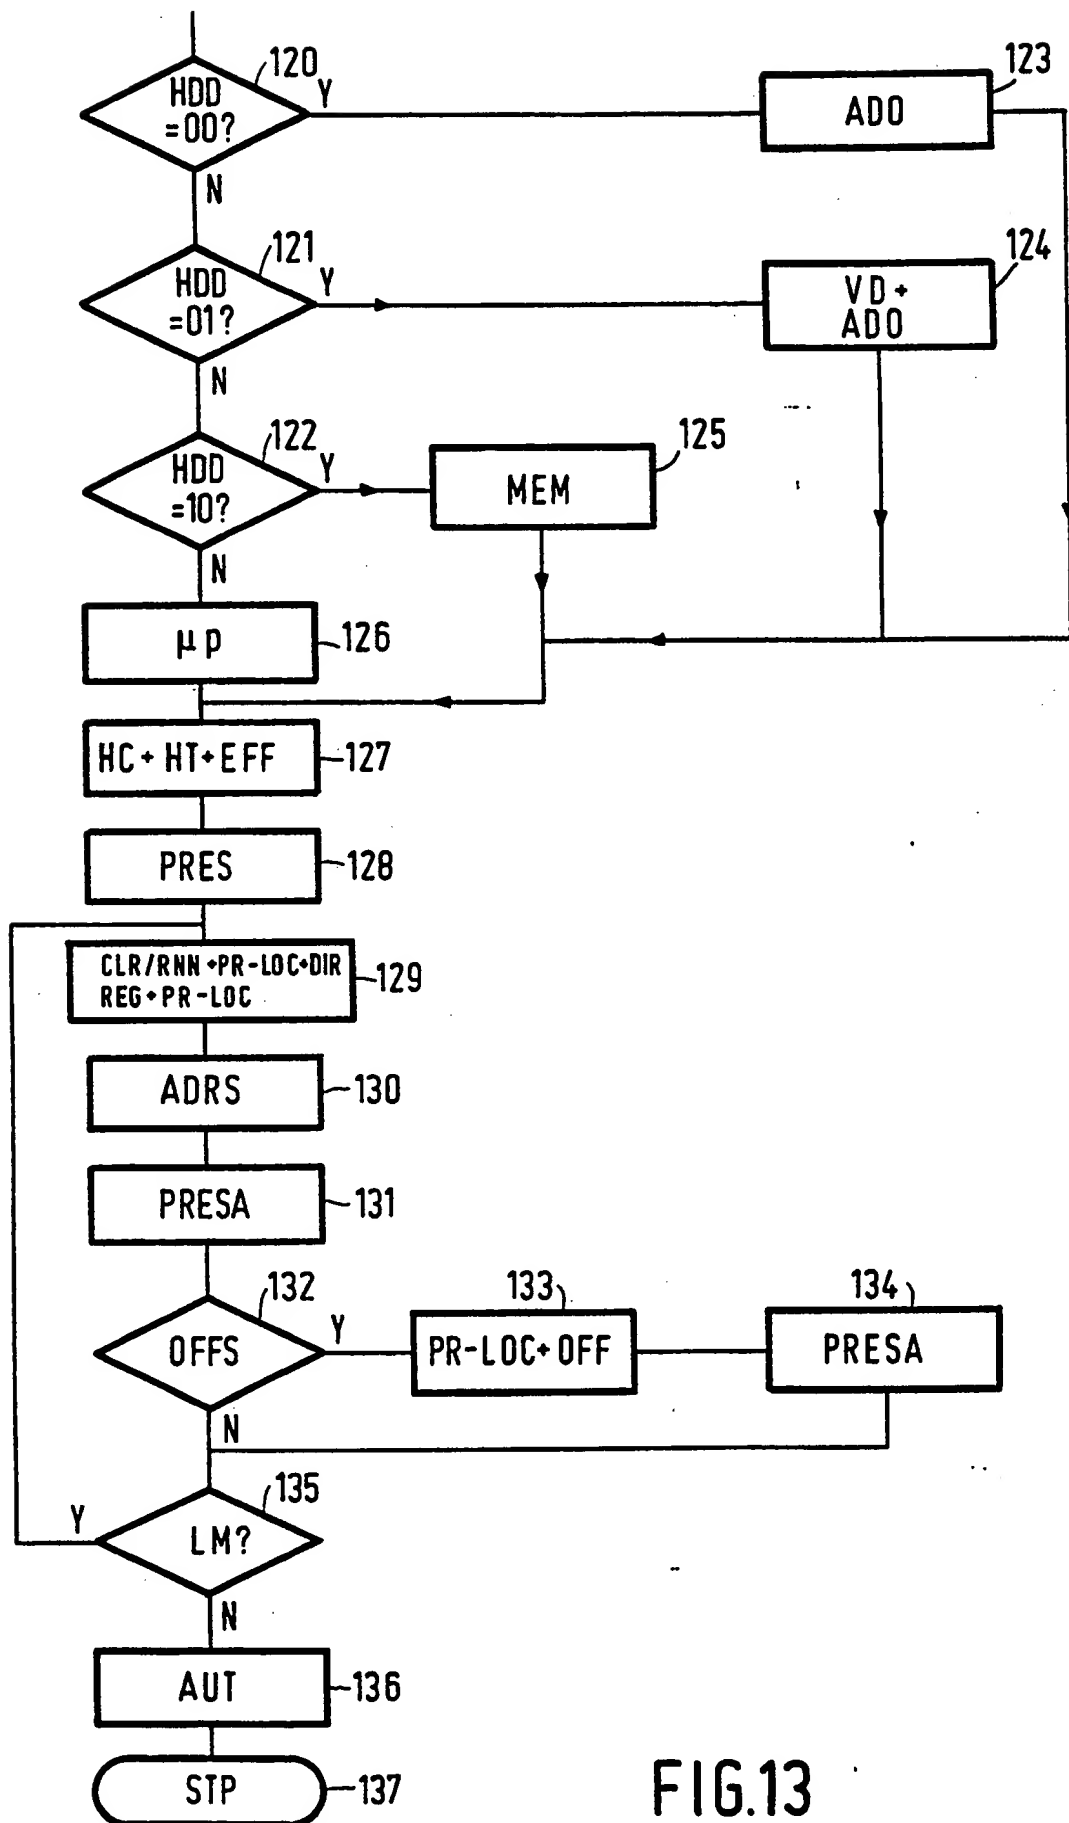 120
HDD
=00?
Y
N
123
ADO
121
HDD
=01?
Y
N
124
VD+
ADO
122
HDD
=10?
Y
N
125
MEM
μp
126
HC+HT+EFF
127
PRES
128
CLR/RNN+PR-LOC+DIR
REG+PR-LOC
129
ADRS
130
PRESA
131
132
OFFS
Y
N
133
PR-LOC+OFF
134
PRESA
135
LM?
Y
N
AUT
136
STP
137
FIG.13